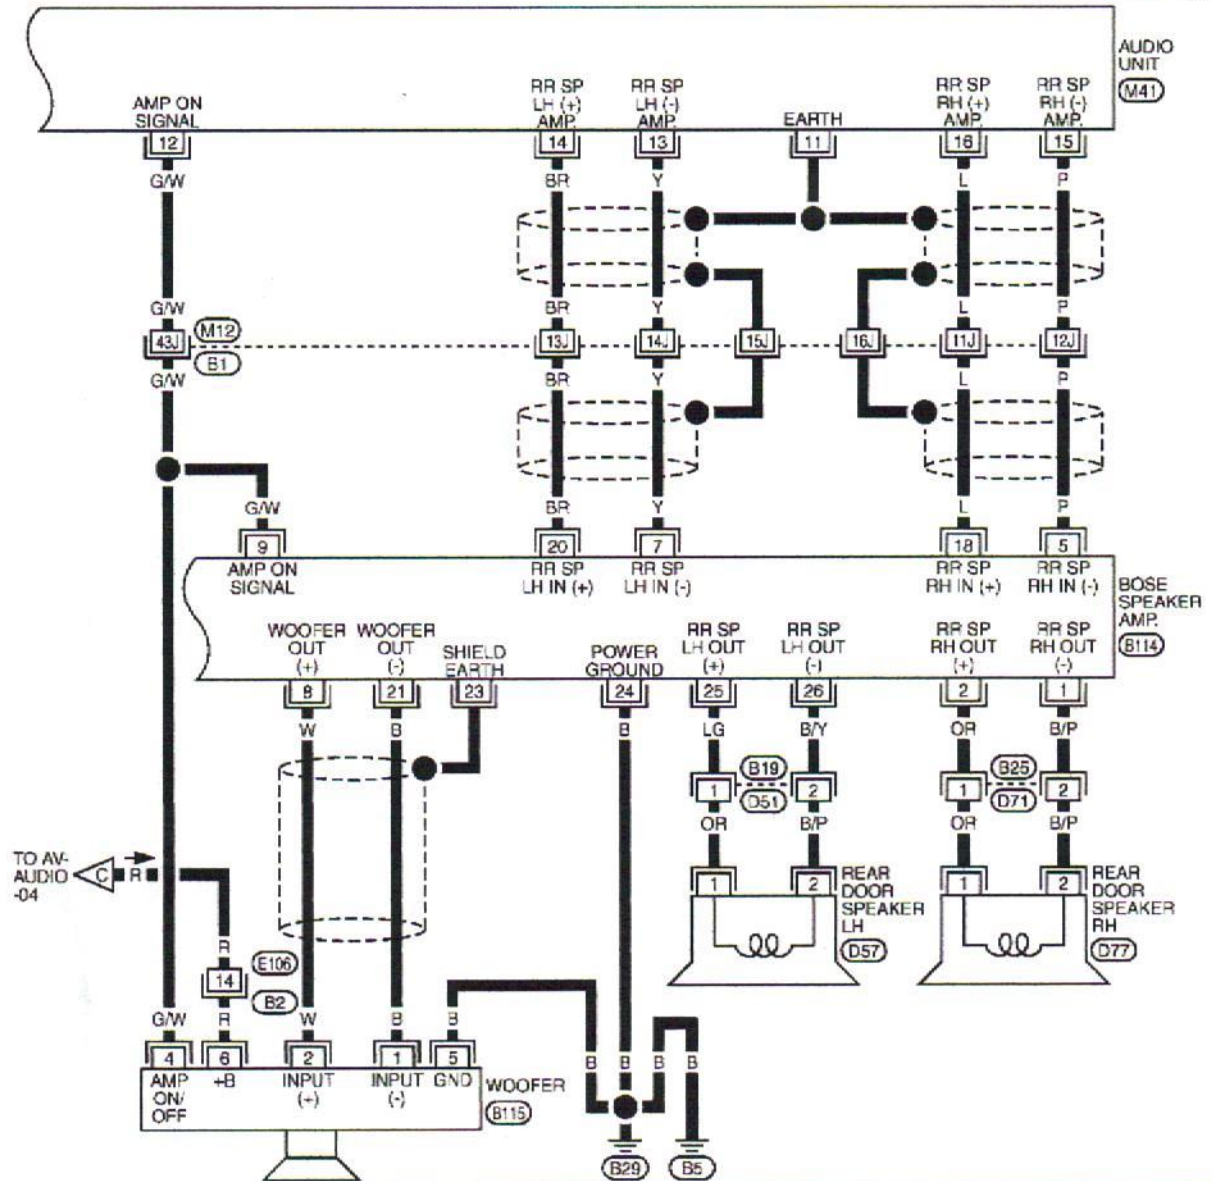 AUDIO
UNIT
M41
AMP ON
SIGNAL
RR SP
LH (+)
AMP.
RR SP
LH (-)
AMP.
EARTH
RR SP
RH (+)
AMP.
RR SP
RH (-)
AMP.
12 14 13 11 16 15
G/W BR Y L P
G/W BR Y L P
43J M12 13J 14J 15J 16J 11J 12J
B1
G/W BR Y L P
G/W BR Y L P
9 20 7 18 5
AMP ON
SIGNAL
RR SP
LH IN (+)
RR SP
LH IN (-)
RR SP
RH IN (+)
RR SP
RH IN (-)
BOSE
SPEAKER
AMP.
B114
WOOFER
OUT
(+)
WOOFER
OUT
(-)
SHIELD
EARTH
POWER
GROUND
RR SP
LH OUT
(+)
RR SP
LH OUT
(-)
RR SP
RH OUT
(+)
RR SP
RH OUT
(-)
8 21 23 24 25 26 2 1
W B B LG B/Y OR B/P
B19 B25
1 2 1 2
D51 D71
OR B/P OR B/P
TO AV-
AUDIO
-04
C R
1 2 1 2
REAR
DOOR
SPEAKER
LH
D57
REAR
DOOR
SPEAKER
RH
D77
R
14 E106
B2
G/W R W B B
B B B B
4 6 2 1 5
AMP
ON/
OFF
+B
INPUT
(+)
INPUT
(-)
GND
WOOFER
B115
B29 B5